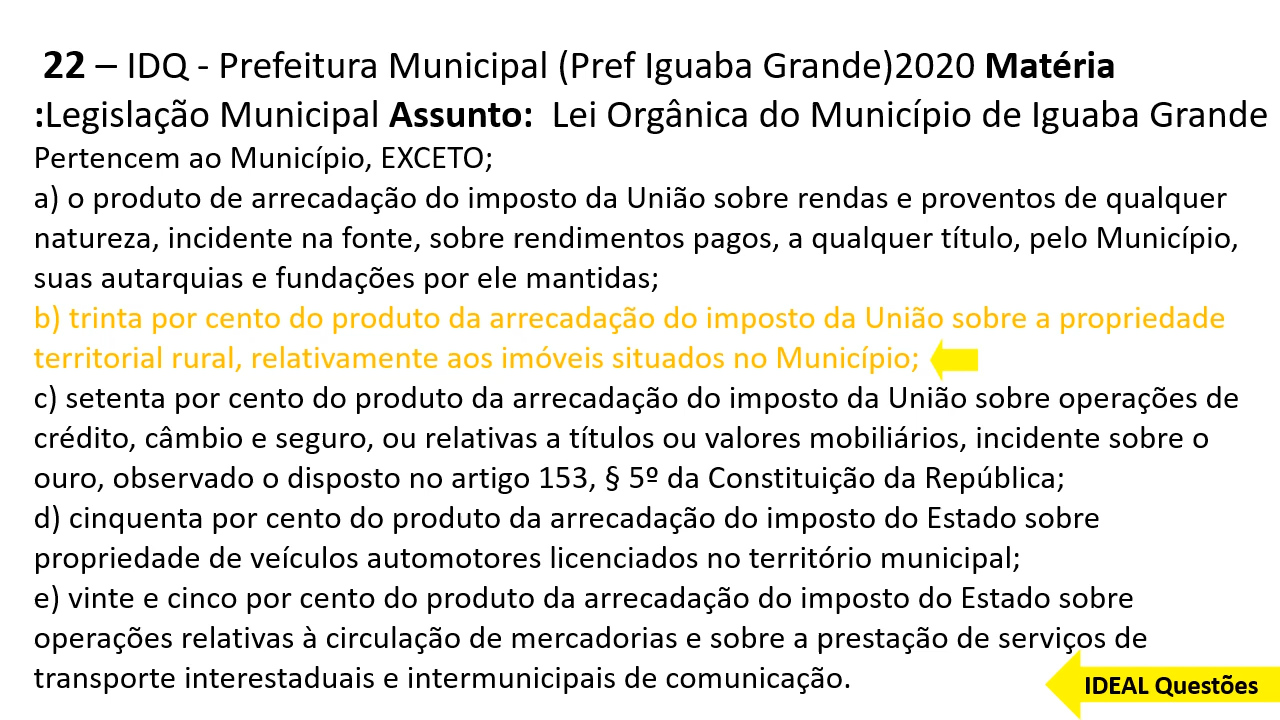 22 – IDQ - Prefeitura Municipal (Pref Iguaba Grande)2020 Matéria
:Legislação Municipal Assunto: Lei Orgânica do Município de Iguaba Grande
Pertencem ao Município, EXCETO;
a) o produto de arrecadação do imposto da União sobre rendas e proventos de qualquer
natureza, incidente na fonte, sobre rendimentos pagos, a qualquer título, pelo Município,
suas autarquias e fundações por ele mantidas;
b) trinta por cento do produto da arrecadação do imposto da União sobre a propriedade
territorial rural, relativamente aos imóveis situados no Município;
c) setenta por cento do produto da arrecadação do imposto da União sobre operações de
crédito, câmbio e seguro, ou relativas a títulos ou valores mobiliários, incidente sobre o
ouro, observado o disposto no artigo 153, § 5º da Constituição da República;
d) cinquenta por cento do produto da arrecadação do imposto do Estado sobre
propriedade de veículos automotores licenciados no território municipal;
e) vinte e cinco por cento do produto da arrecadação do imposto do Estado sobre
operações relativas à circulação de mercadorias e sobre a prestação de serviços de
transporte interestaduais e intermunicipais de comunicação.
IDEAL Questões